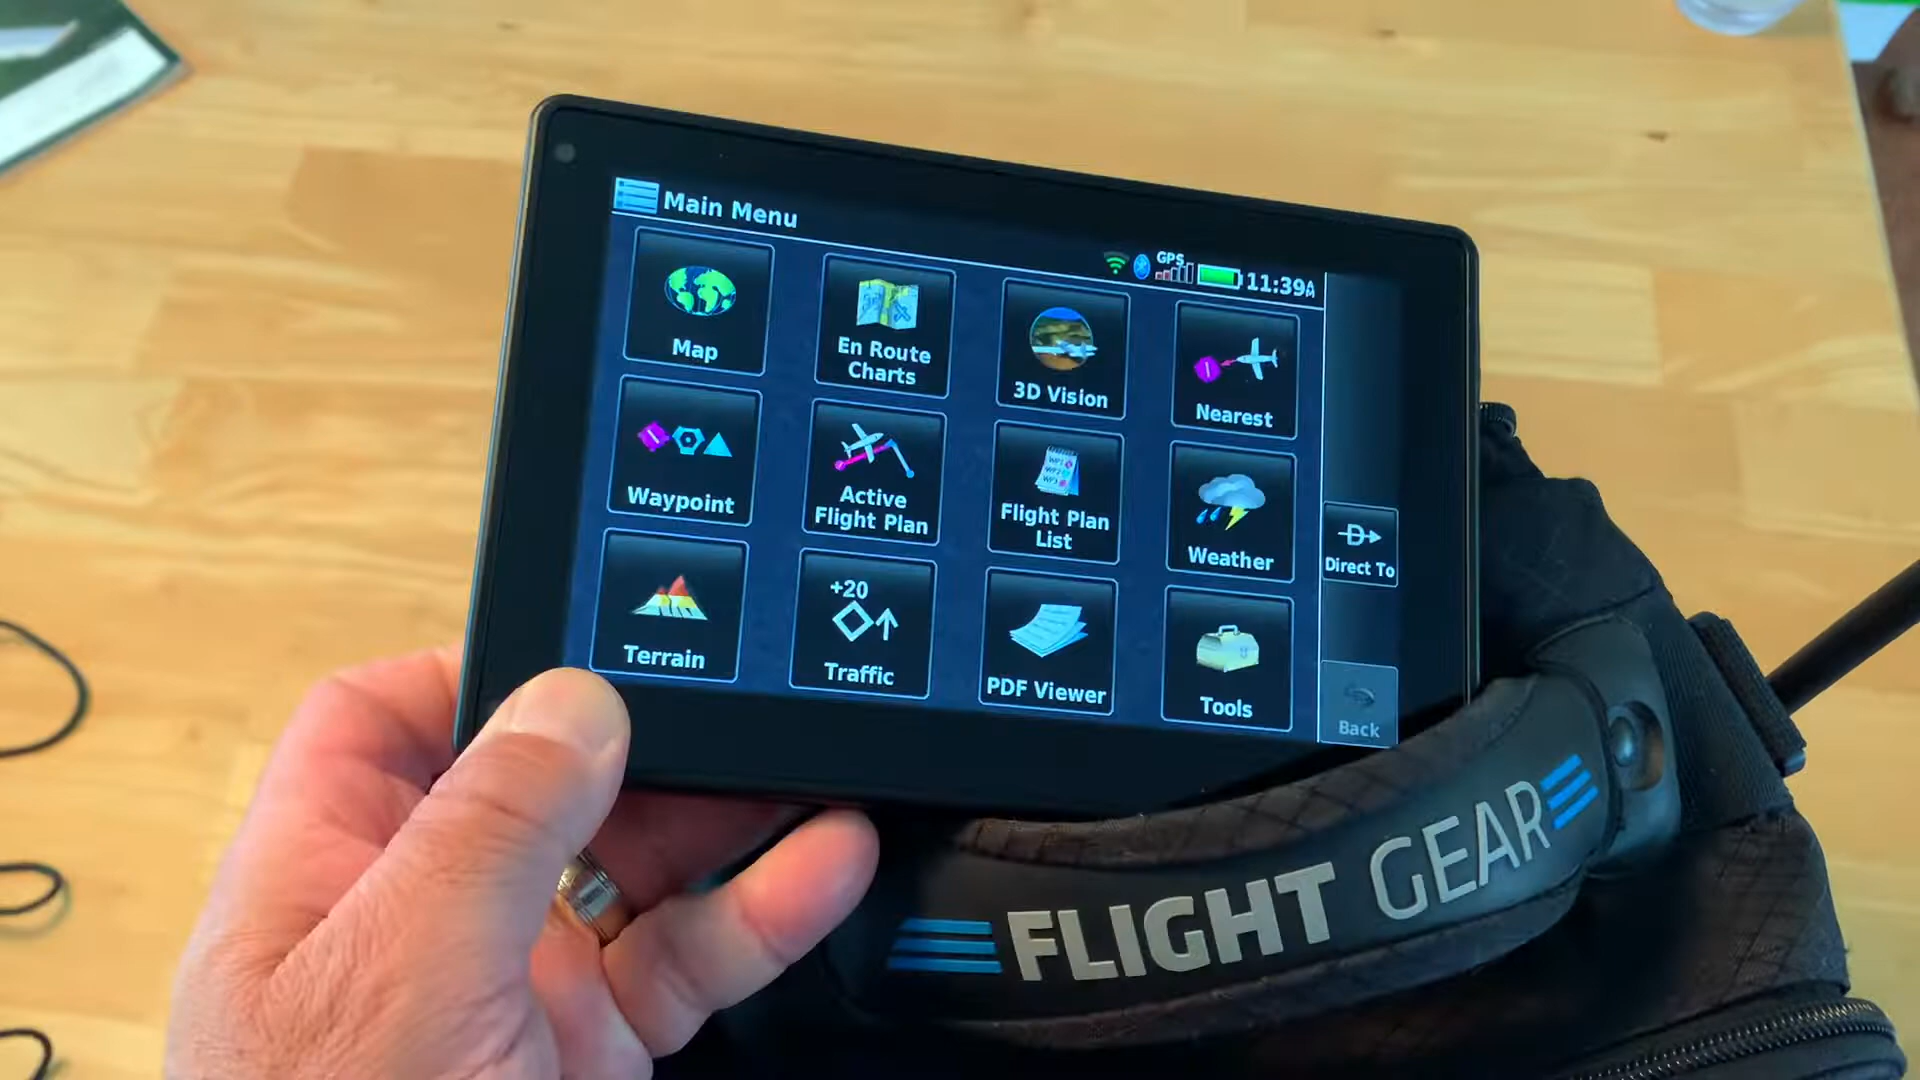 Main Menu
GPS
11:39A
Map
En Route
Charts
3D Vision
Nearest
Waypoint
Active
Flight Plan
Flight Plan
List
Weather
Direct To
Terrain
+20
Traffic
PDF Viewer
Tools
Back
FLIGHT GEAR